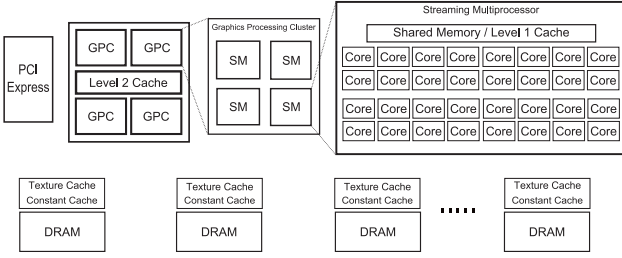 PCI
Express
GPC GPC
Level 2 Cache
GPC GPC
Graphics Processing Cluster
SM SM
SM SM
Streaming Multiprocessor
Shared Memory / Level 1 Cache
Core Core Core Core Core Core Core Core
Core Core Core Core Core Core Core Core
Core Core Core Core Core Core Core Core
Core Core Core Core Core Core Core Core
Texture Cache
Constant Cache
DRAM
Texture Cache
Constant Cache
DRAM
Texture Cache
Constant Cache
DRAM
Texture Cache
Constant Cache
DRAM